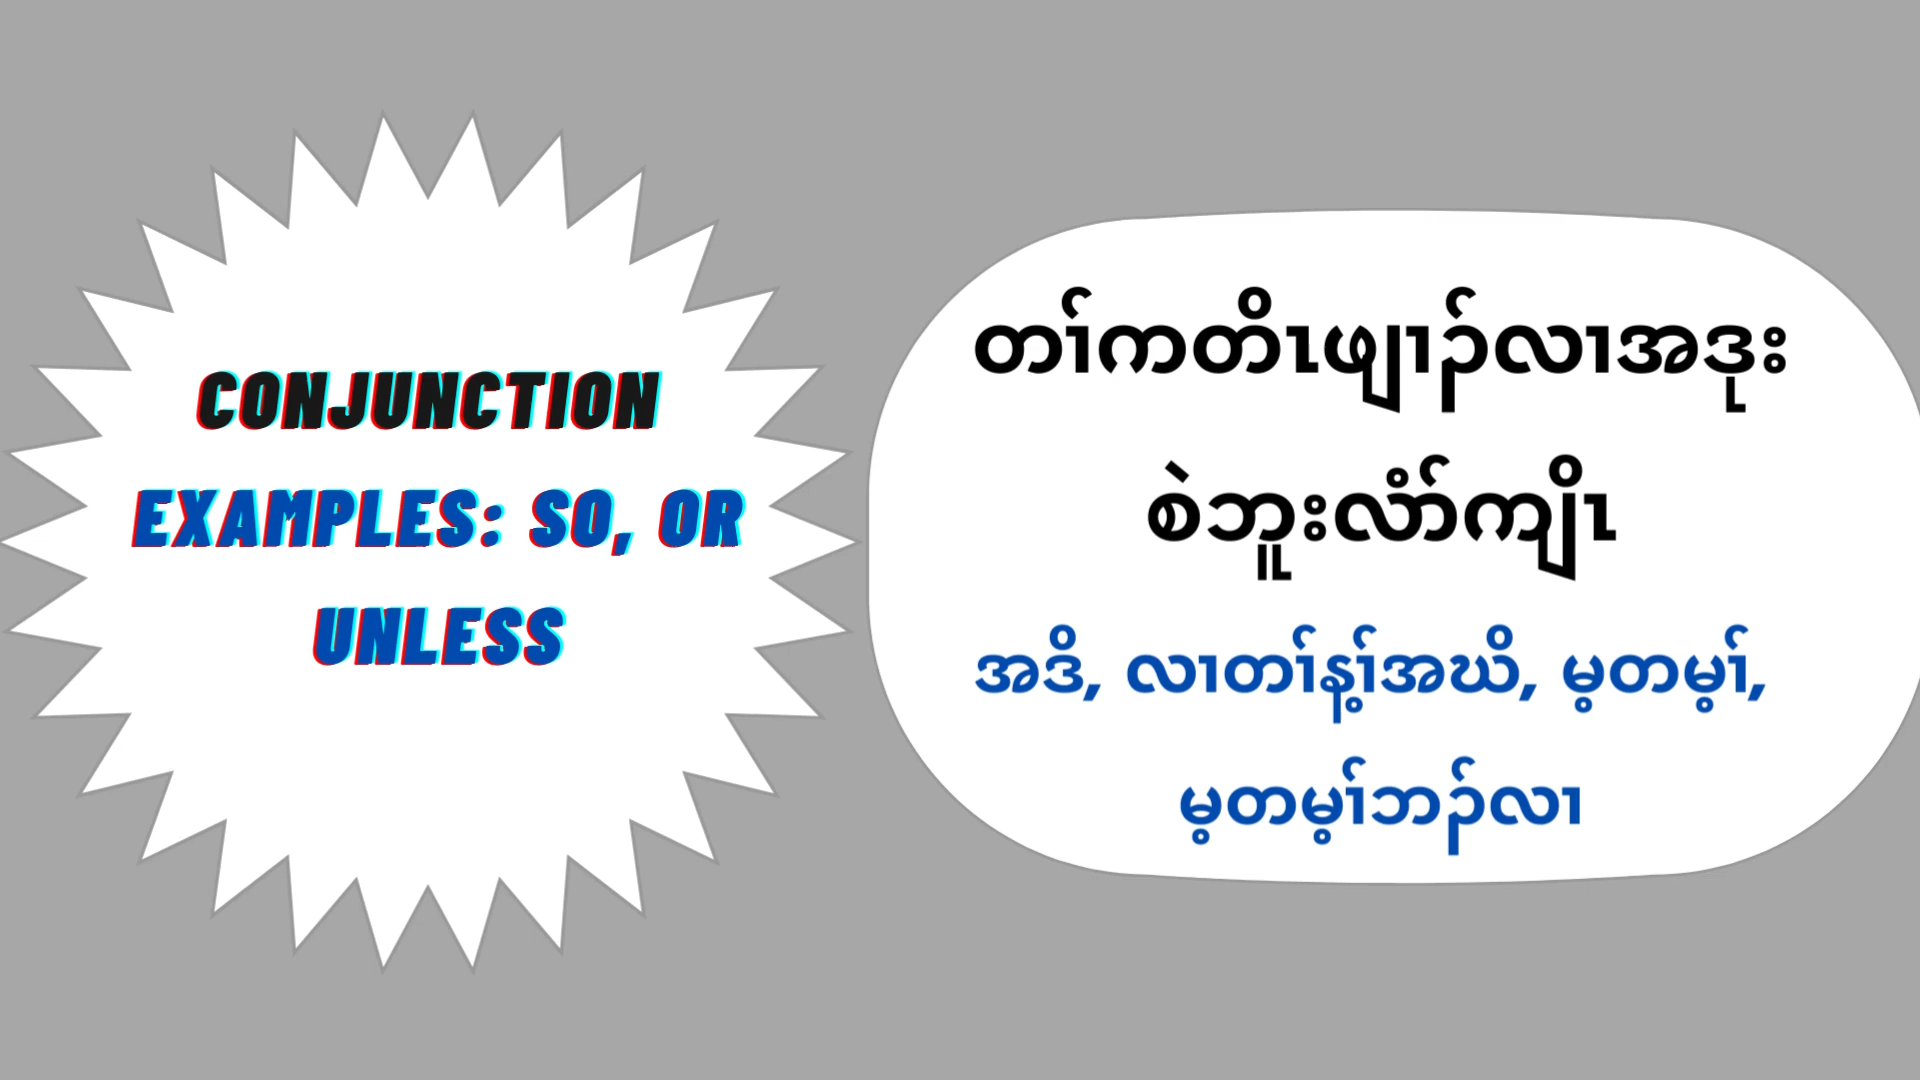 CONJUNCTION
EXAMPLES: SO, OR
UNLESS
တၢ်ကတိၤဖျၢၣ်လၢအဒုး
စဲဘူးလံာ်ကျိၤ
အဒိ, လၢတၢ်န့ၢ်အဃိ, မ့တမ့ၢ်,
မ့တမ့ၢ်ဘၣ်လၢ